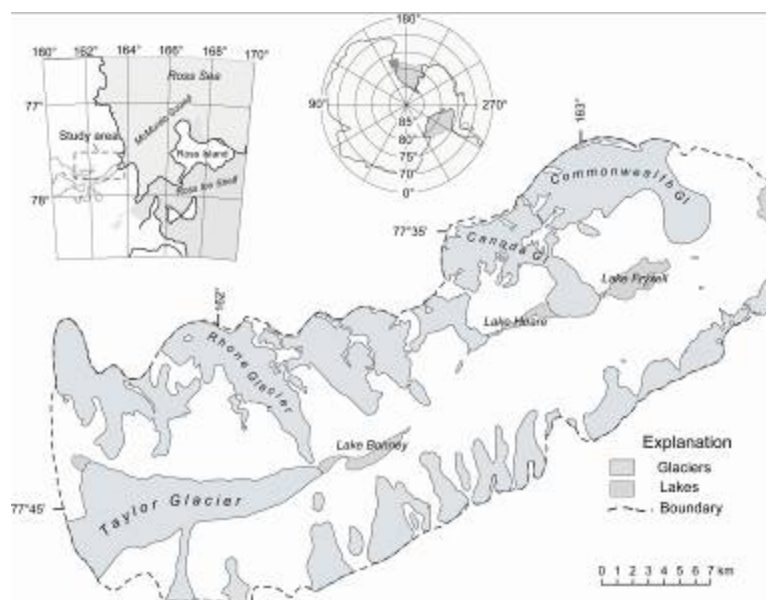 160° 162° 164° 166° 168° 170°
Ross Sea
77°
McMurdo Sound
Study area
Ross Island
Ross Ice Shelf
78°
180°
90°
270°
85
80
75°
70°
0°
163°
Commonwealth Gl
77°35'
Canada Gl
Lake Fryxell
Lake Hoare
162°
Rhone Glacier
Lake Bonney
Taylor Glacier
77°45'
Explanation
Glaciers
Lakes
Boundary
0 1 2 3 4 5 6 7 km